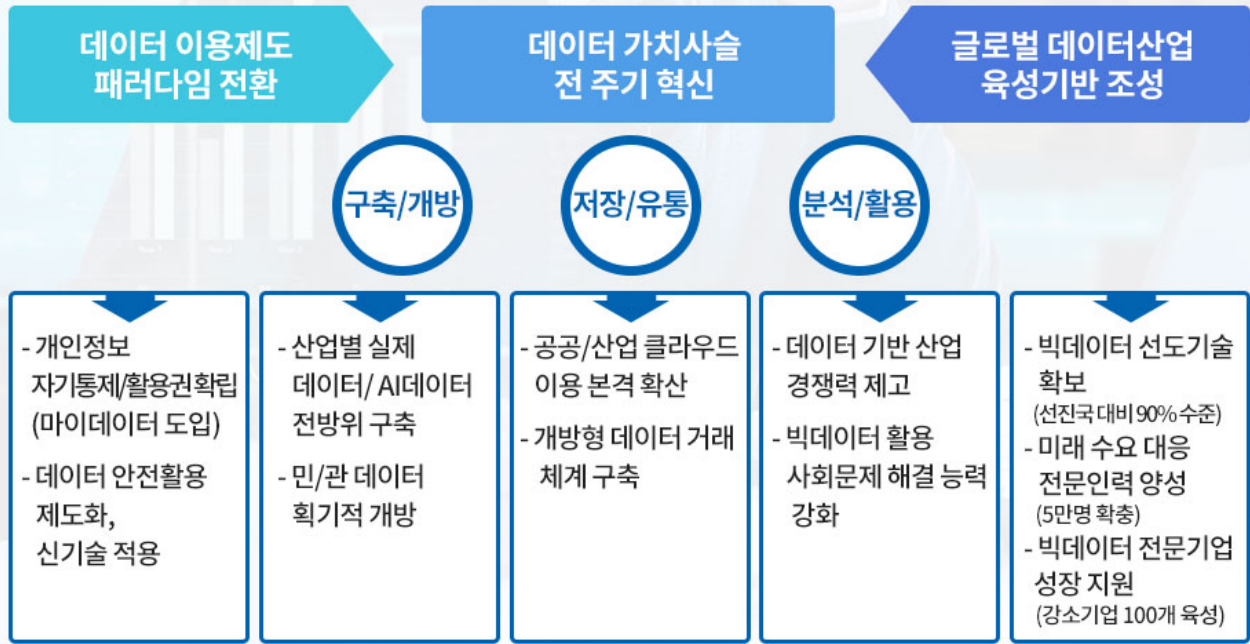 데이터 이용제도
패러다임 전환
데이터 가치사슬
전 주기 혁신
글로벌 데이터산업
육성기반 조성
구축/개방
저장/유통
분석/활용
- 개인정보
자기통제/활용권확립
(마이데이터 도입)
- 데이터 안전활용
제도화,
신기술 적용
- 산업별 실제
데이터/ AI데이터
전방위 구축
- 민/관 데이터
획기적 개방
- 공공/산업 클라우드
이용 본격 확산
- 개방형 데이터 거래
체계 구축
- 데이터 기반 산업
경쟁력 제고
- 빅데이터 활용
사회문제 해결 능력
강화
- 빅데이터 선도기술
확보
(선진국 대비 90% 수준)
- 미래 수요 대응
전문인력 양성
(5만명 확충)
- 빅데이터 전문기업
성장 지원
(강소기업 100개 육성)